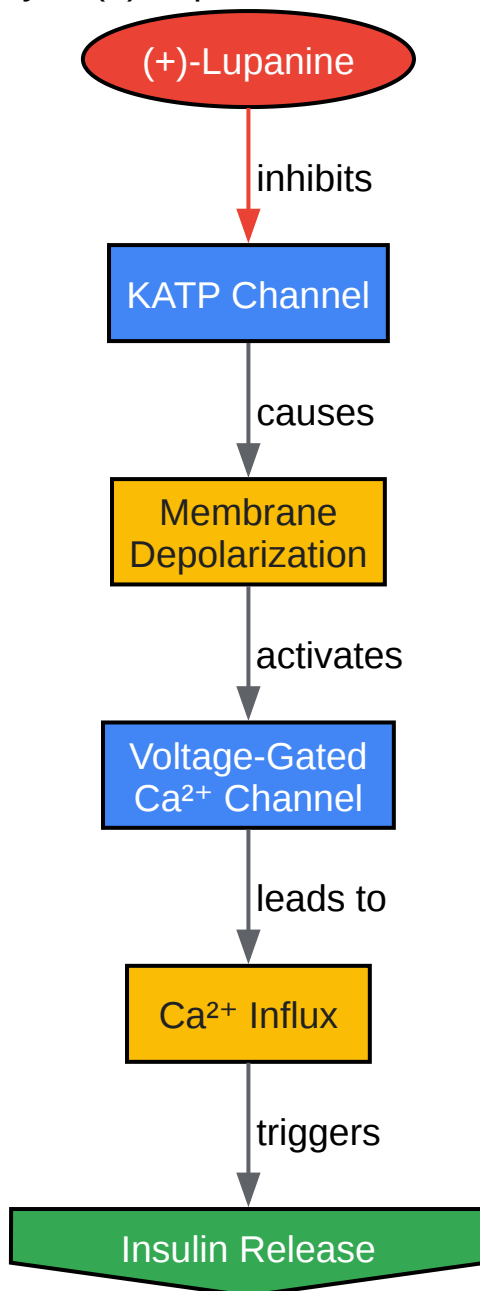 (+)-Lupanine
inhibits
KATP Channel
causes
Membrane
Depolarization
activates
Voltage-Gated
Ca²⁺ Channel
leads to
Ca²⁺ Influx
triggers
Insulin Release